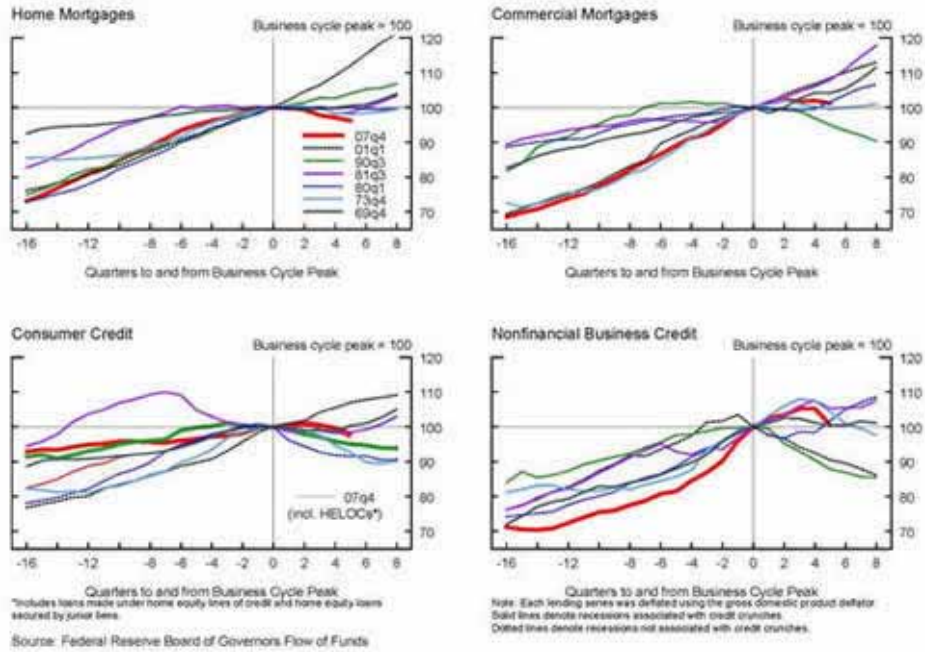 Home Mortgages
Business cycle peak = 100
120
110
100
90
80
70
07q4
01q1
90q3
81q3
80q1
73q4
69q4
-16 -12 -8 -6 -4 -2 0 2 4 6 8
Quarters to and from Business Cycle Peak
Commercial Mortgages
Business cycle peak = 100
120
110
100
90
80
70
-16 -12 -8 -6 -4 -2 0 2 4 6 8
Quarters to and from Business Cycle Peak
Consumer Credit
Business cycle peak = 100
120
110
100
90
80
70
07q4
(incl. HELOCs*)
-16 -12 -8 -6 -4 -2 0 2 4 6 8
Quarters to and from Business Cycle Peak
*Includes loans made under home equity lines of credit and home equity loans
secured by junior liens.
Source: Federal Reserve Board of Governors Flow of Funds
Nonfinancial Business Credit
Business cycle peak = 100
120
110
100
90
80
70
-16 -12 -8 -6 -4 -2 0 2 4 6 8
Quarters to and from Business Cycle Peak
Note: Each lending series was deflated using the gross domestic product deflator.
Solid lines denote recessions associated with credit crunches.
Dotted lines denote recessions not associated with credit crunches.